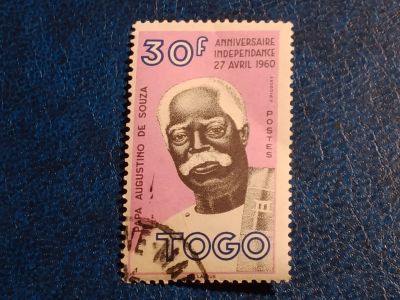 30F
ANNIVERSAIRE
INDEPENDANCE
27 AVRIL 1960
POSTES
PAPA AUGUSTINO DE SOUZA
TOGO